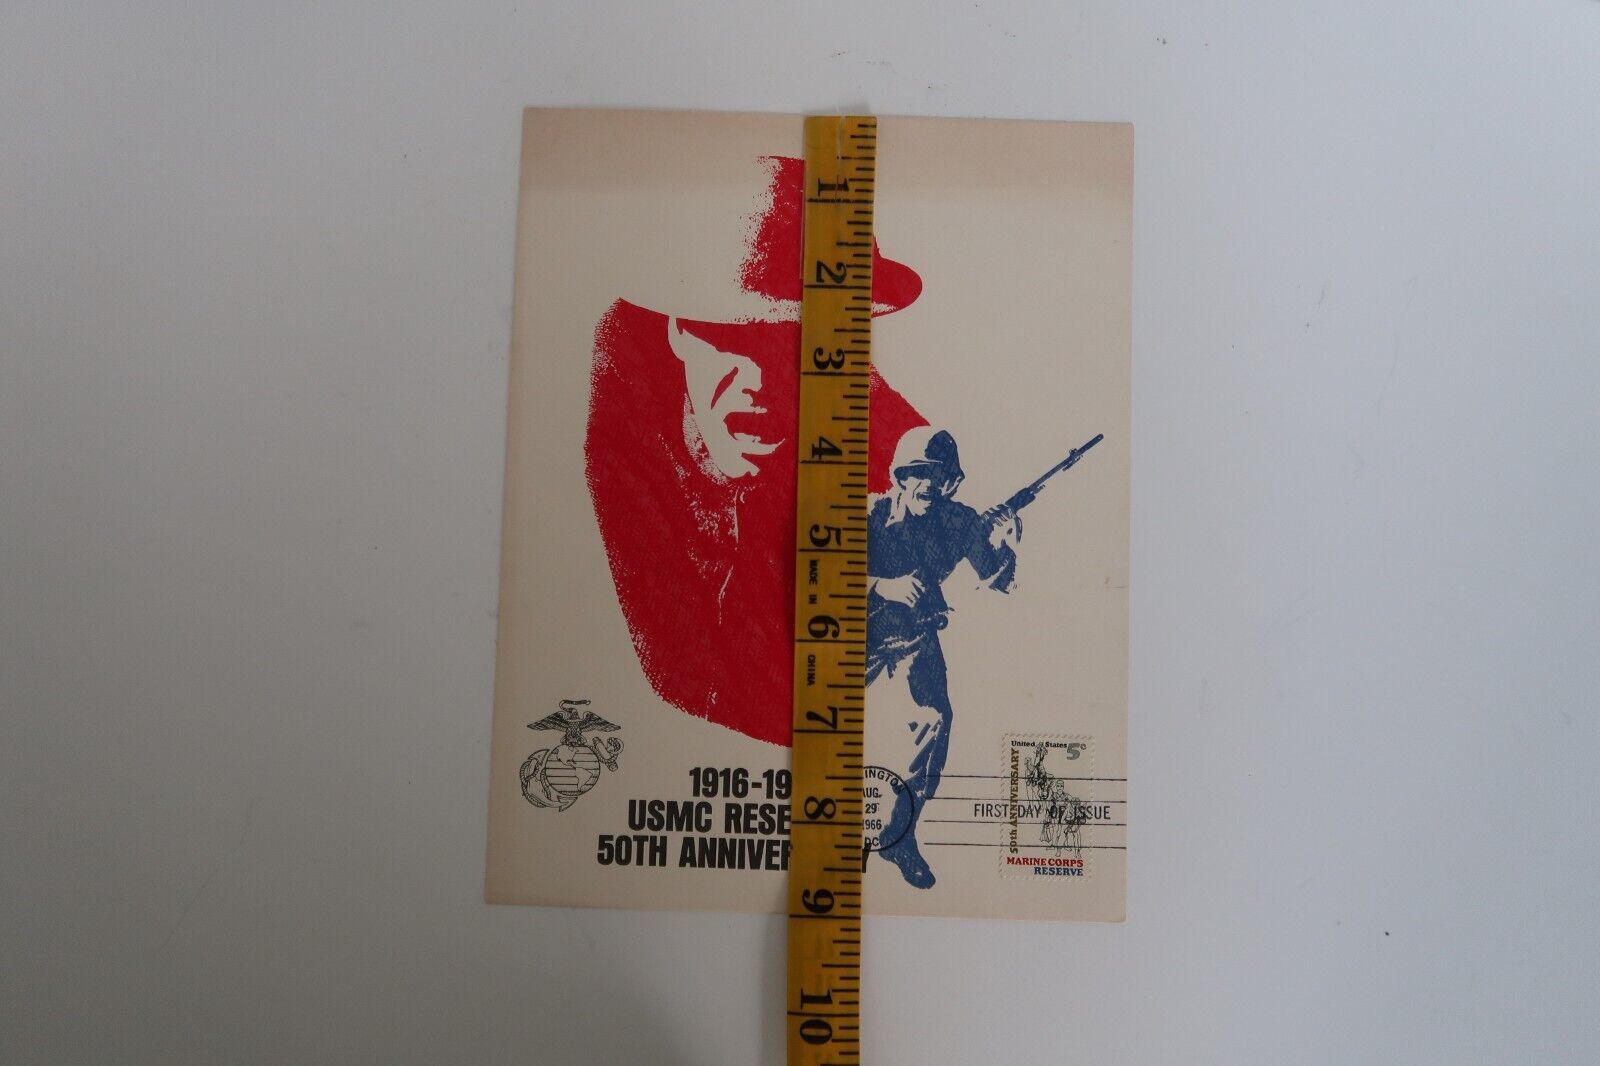 1
2
3
4
5
MADE IN
6
CHINA
7
8
9
10
1916-19
USMC RESE
50TH ANNIVER Y
INGTON
AUG
29
1966
DC
FIRST DAY OF ISSUE
United States 5c
50th ANNIVERSARY
MARINE CORPS
RESERVE